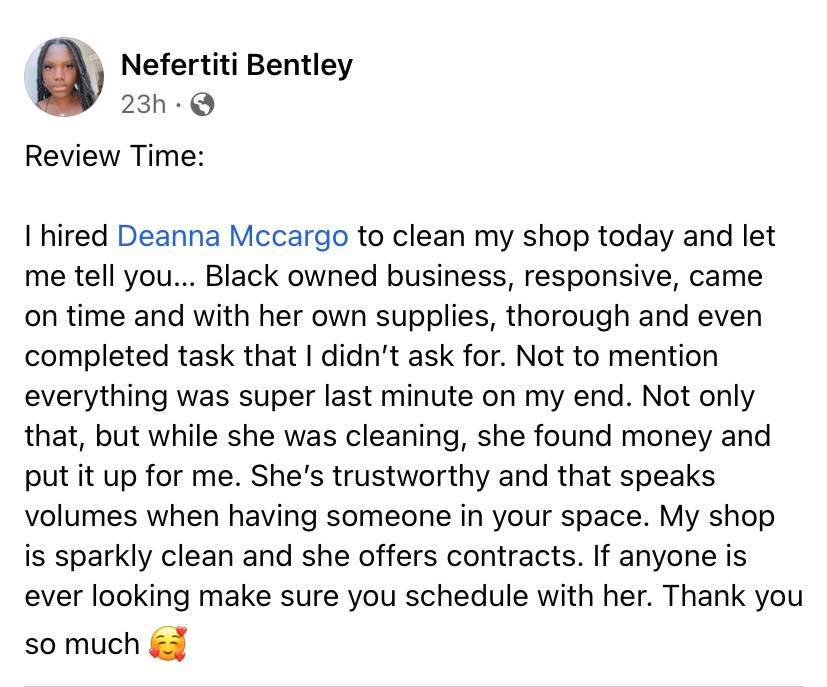 Nefertiti Bentley
23h ·
Review Time:
I hired Deanna Mccargo to clean my shop today and let
me tell you... Black owned business, responsive, came
on time and with her own supplies, thorough and even
completed task that I didn’t ask for. Not to mention
everything was super last minute on my end. Not only
that, but while she was cleaning, she found money and
put it up for me. She’s trustworthy and that speaks
volumes when having someone in your space. My shop
is sparkly clean and she offers contracts. If anyone is
ever looking make sure you schedule with her. Thank you
so much 🥰